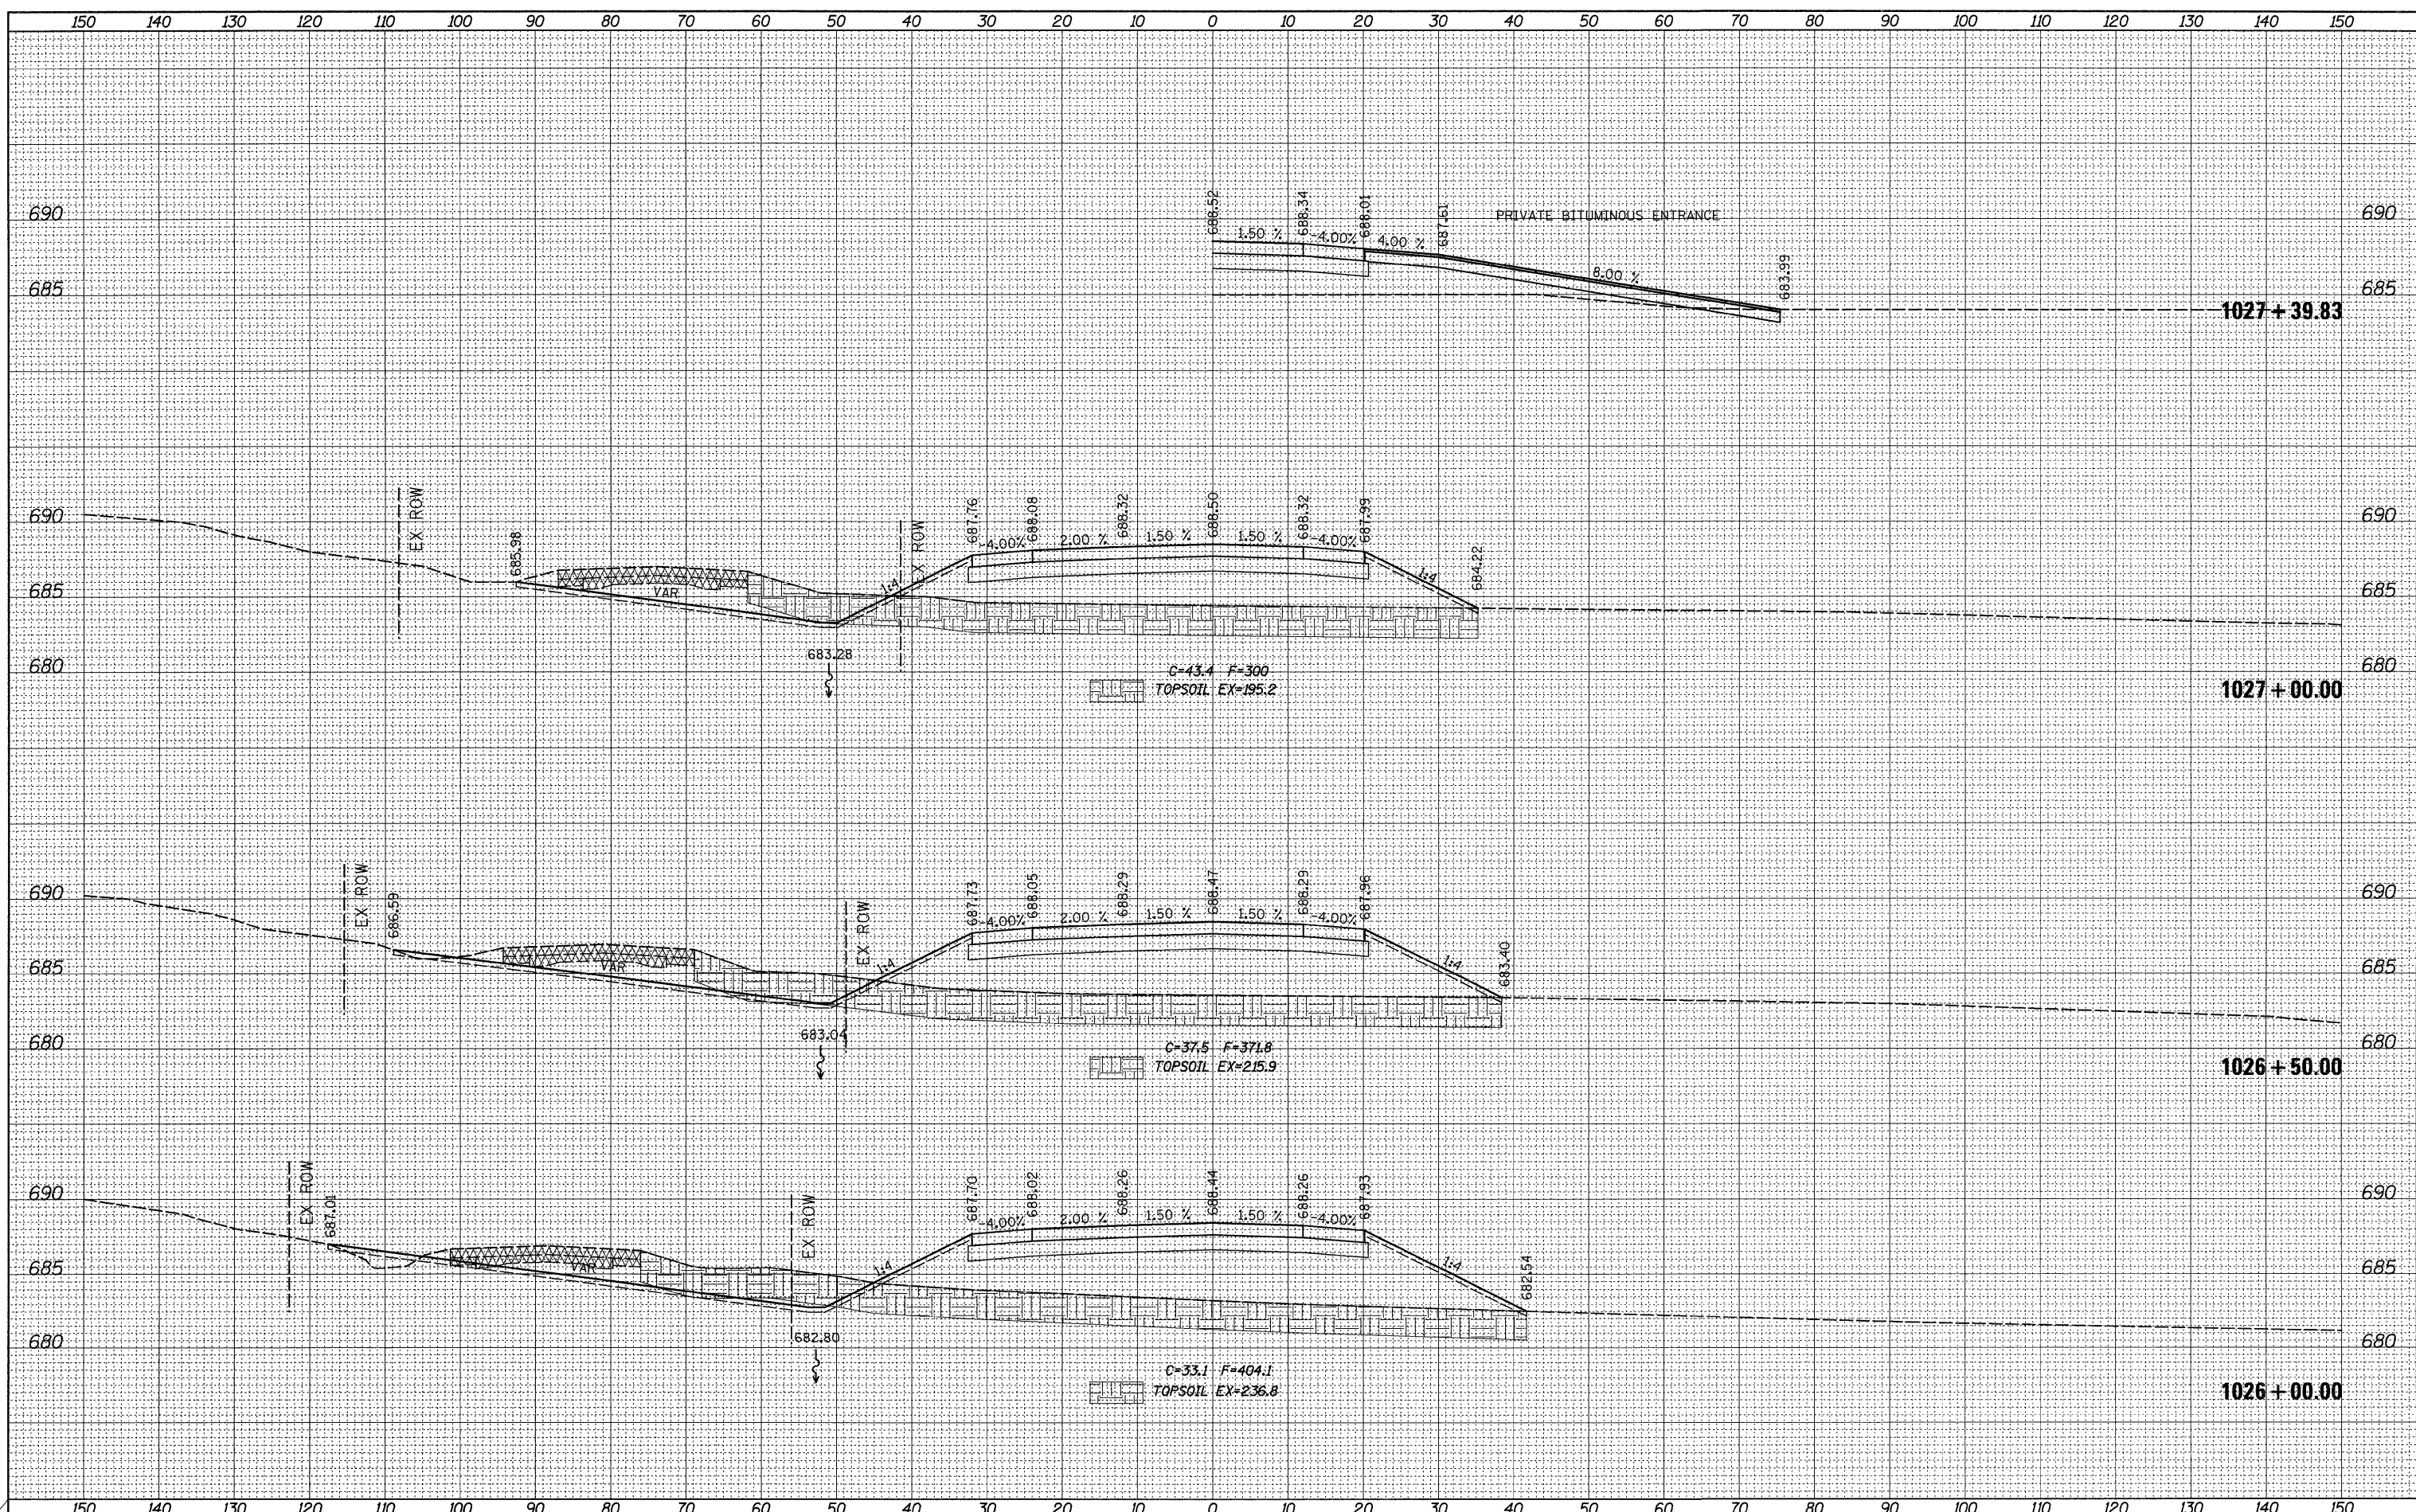 150 140 130 120 110 100 90 80 70 60 50 40 30 20 10 0 10 20 30 40 50 60 70 80 90 100 110 120 130 140 150
688.52 688.34 688.01 687.61
690 PRIVATE BITUMINOUS ENTRANCE 690
1.50 % -4.00% 4.00 %
8.00 % 683.99
685 685
1027+39.83
EX ROW EX ROW
690 685.98 687.76 688.08 688.32 688.50 688.32 687.99 690
-4.00% 2.00 % 1.50 % 1.50 % -4.00%
684.22
685 VAR 1:4 1:4 685
683.28
680 C=43.4 F=300 680
TOPSOIL EX=195.2 1027+00.00
EX ROW EX ROW
690 686.59 687.73 688.05 688.29 688.47 688.29 687.96 690
-4.00% 2.00 % 1.50 % 1.50 % -4.00%
683.40
685 VAR 1:4 1:4 685
683.04
680 C=37.5 F=371.8 680
TOPSOIL EX=215.9 1026+50.00
EX ROW EX ROW
690 687.01 687.70 688.02 688.26 688.44 688.26 687.93 690
-4.00% 2.00 % 1.50 % 1.50 % -4.00%
682.54
685 VAR 1:4 1:4 685
682.80
680 680
C=33.1 F=404.1
TOPSOIL EX=236.8 1026+00.00
150 140 130 120 110 100 90 80 70 60 50 40 30 20 10 0 10 20 30 40 50 60 70 80 90 100 110 120 130 140 150